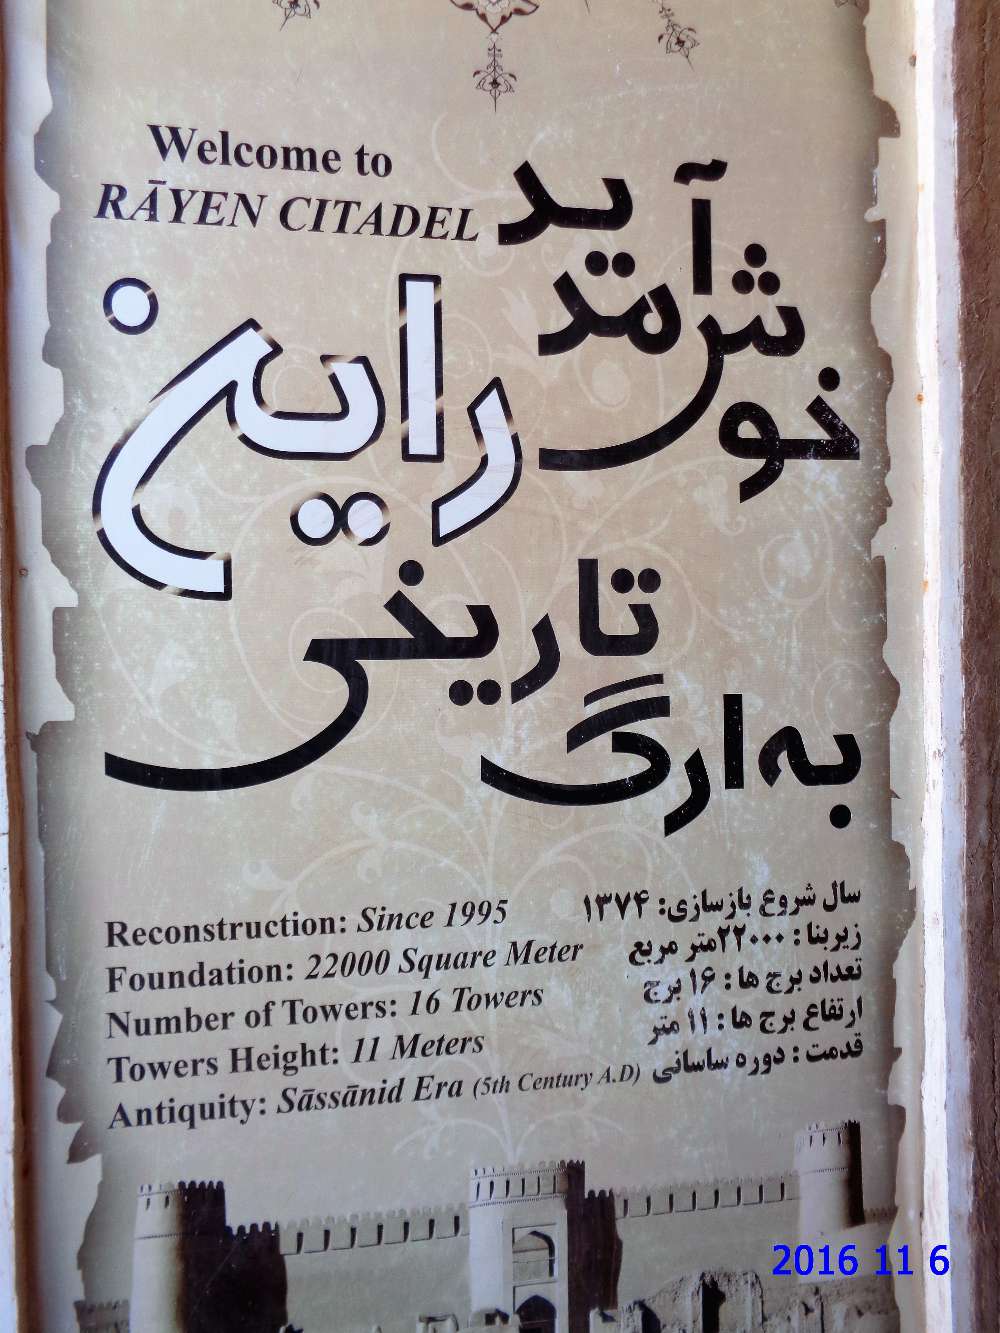 Welcome to
RĀYEN CITADEL
خوش آمدید
به ارگ
تاریخی
راین
Reconstruction: Since 1995
Foundation: 22000 Square Meter
Number of Towers: 16 Towers
Towers Height: 11 Meters
Antiquity: Sāssānid Era (5th Century A.D)
سال شروع بازسازی: ۱۳۷۴
زیربنا : ۲۲۰۰۰متر مربع
تعداد برج ها : ۱۶ برج
ارتفاع برج ها : ۱۱ متر
قدمت : دوره ساسانی
2016 11 6